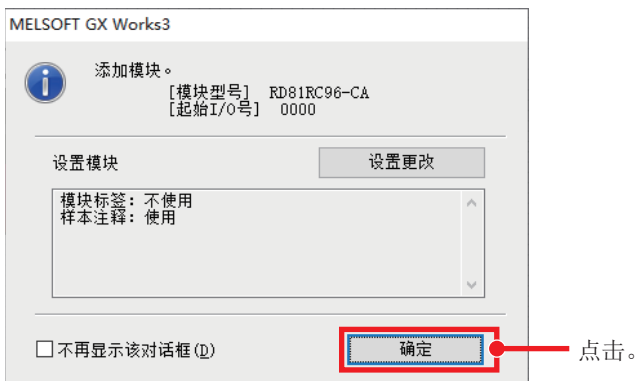 MELSOFT GX Works3
添加模块。
[模块型号] RD81RC96-CA
[起始I/O号] 0000
设置模块
设置更改
模块标签: 不使用
样本注释: 使用
不再显示该对话框(D)
确定
点击。